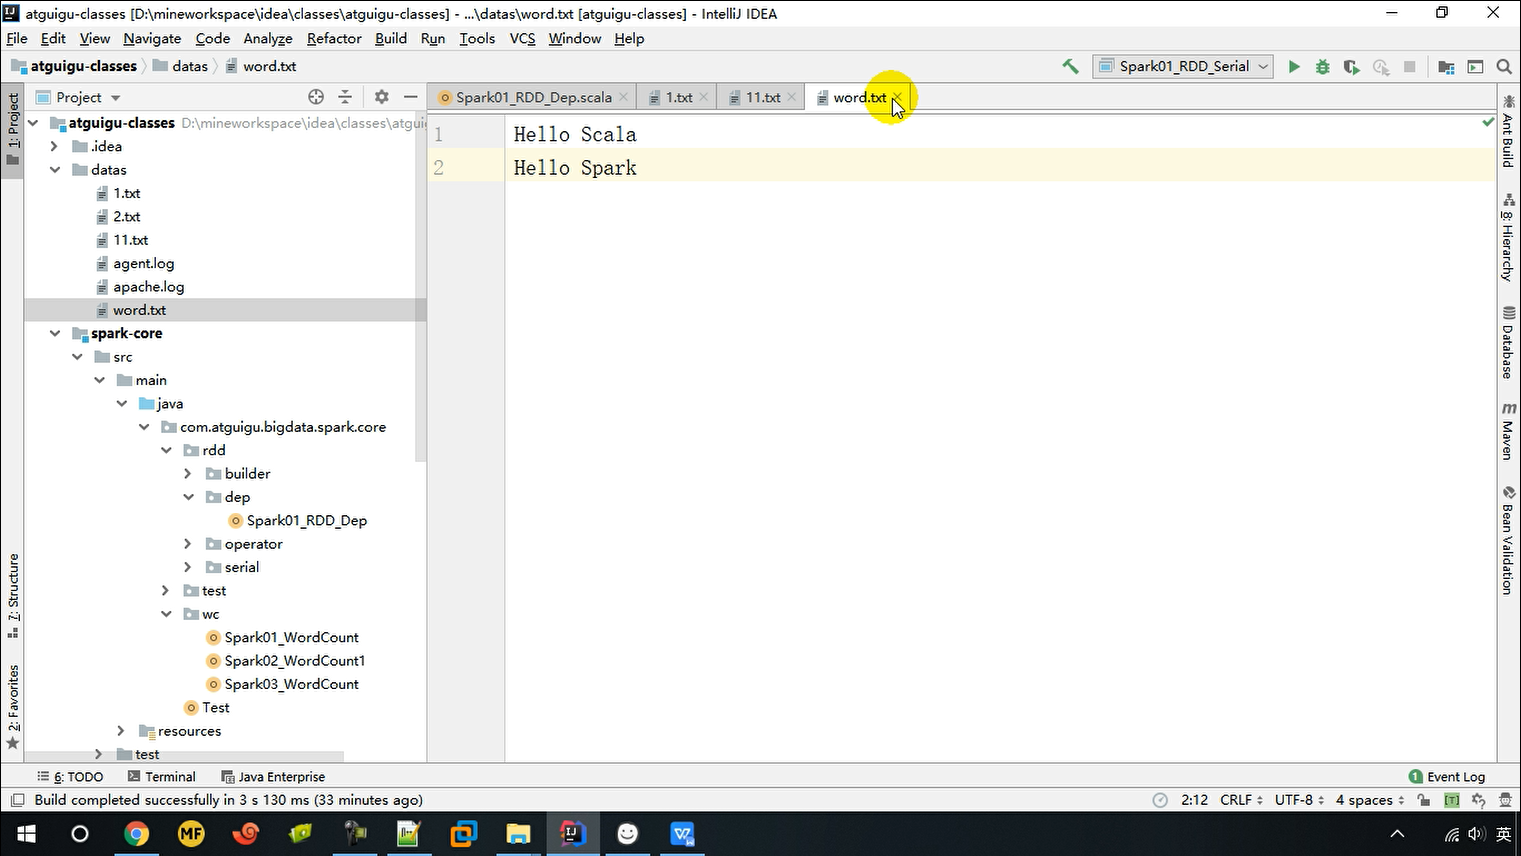 atguigu-classes [D:\mineworkspace\idea\classes\atguigu-classes] - ...\datas\word.txt [atguigu-classes] - IntelliJ IDEA
File Edit View Navigate Code Analyze Refactor Build Run Tools VCS Window Help
atguigu-classes datas word.txt Spark01_RDD_Serial
Project
Spark01_RDD_Dep.scala 1.txt 11.txt word.txt
atguigu-classes D:\mineworkspace\idea\classes\atgui
.idea
datas
1.txt
2.txt
11.txt
agent.log
apache.log
word.txt
spark-core
src
main
java
com.atguigu.bigdata.spark.core
rdd
builder
dep
Spark01_RDD_Dep
operator
serial
test
wc
Spark01_WordCount
Spark02_WordCount1
Spark03_WordCount
Test
resources
test
1 Hello Scala
2 Hello Spark
1: Project
7: Structure
2: Favorites
Ant Build
8: Hierarchy
Database
Maven
Bean Validation
6: TODO Terminal Java Enterprise 1 Event Log
Build completed successfully in 3 s 130 ms (33 minutes ago) 2:12 CRLF UTF-8 4 spaces [T]
MF
英